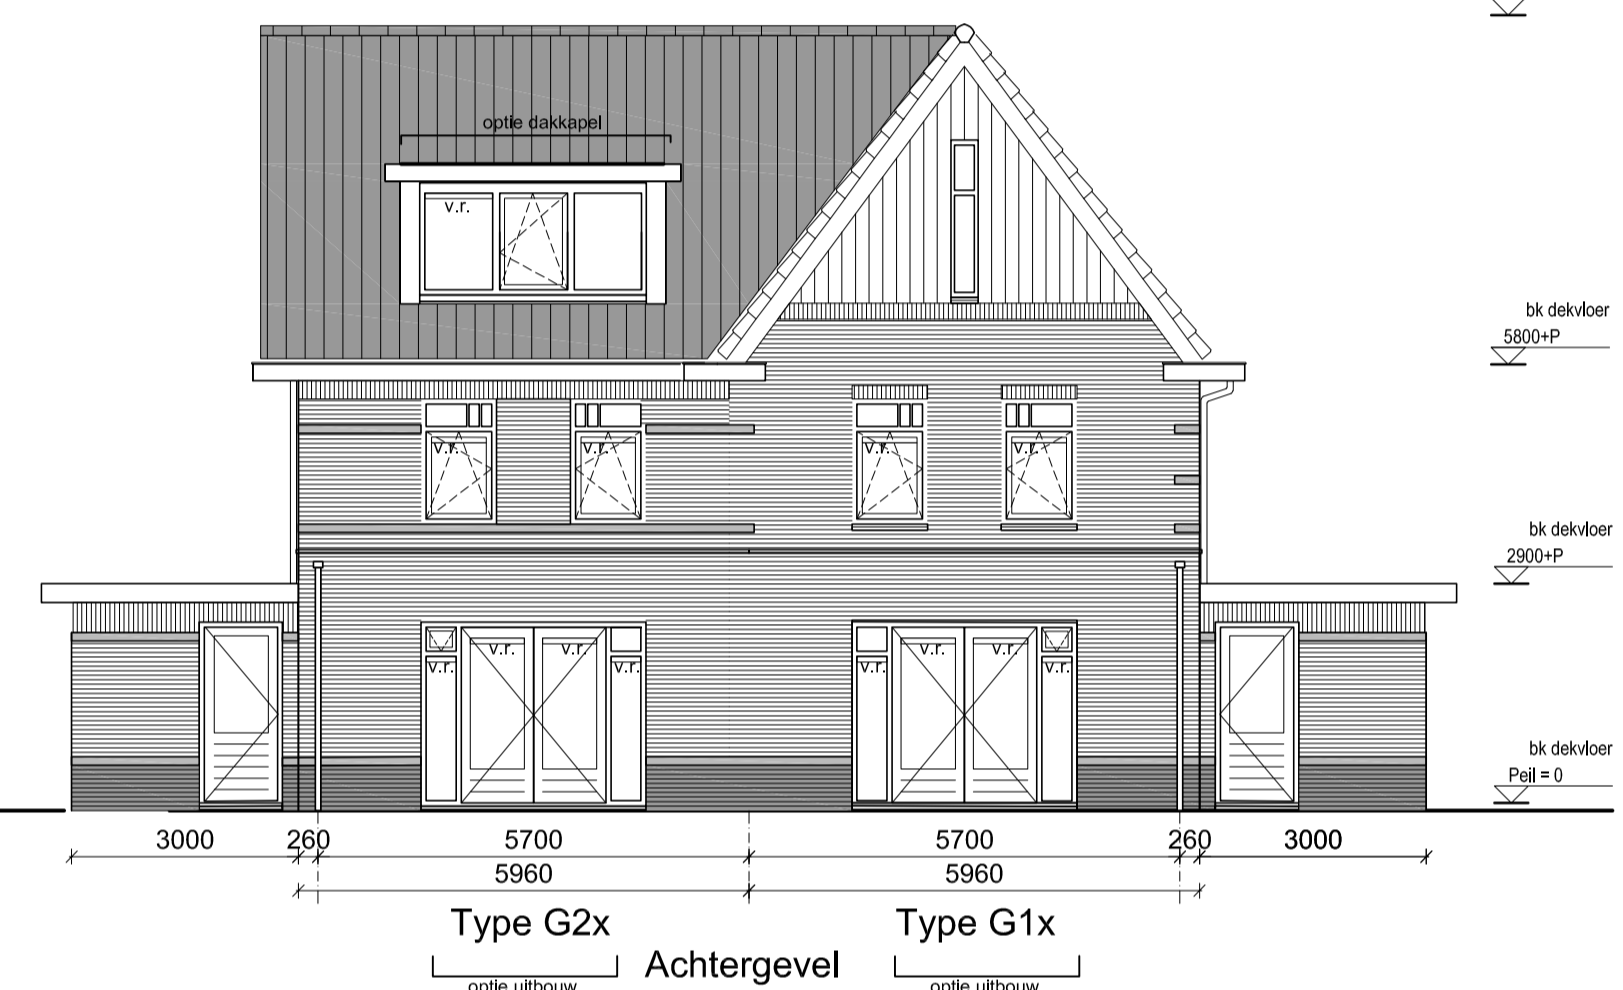 optie dakkapel
v.r.
bk dekvloer
5800+P
v.r. v.r. v.r. v.r.
bk dekvloer
2900+P
v.r. v.r. v.r. v.r.
v.r. v.r. v.r. v.r.
bk dekvloer
Peil = 0
3000 260 5700 5700 260 3000
5960 5960
Type G2x Type G1x
Achtergevel
optie uitbouw optie uitbouw